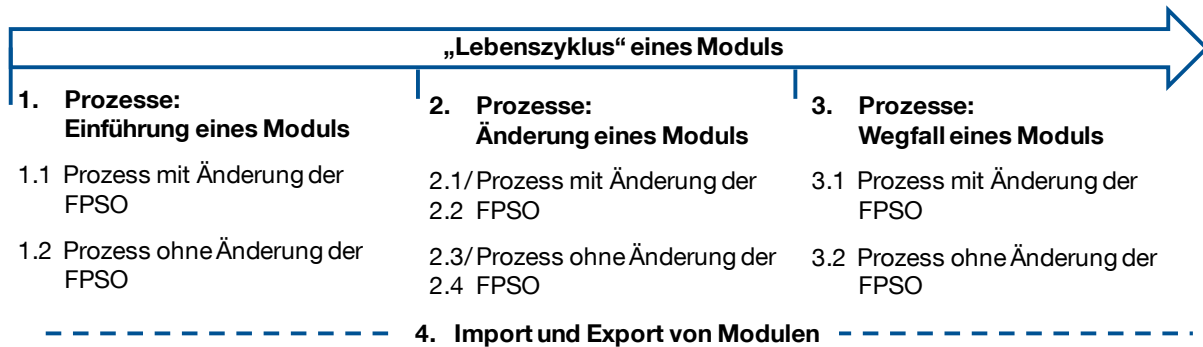 „Lebenszyklus“ eines Moduls
1. Prozesse:
Einführung eines Moduls
1.1 Prozess mit Änderung der
FPSO
1.2 Prozess ohne Änderung der
FPSO
2. Prozesse:
Änderung eines Moduls
2.1/ Prozess mit Änderung der
2.2 FPSO
2.3/ Prozess ohne Änderung der
2.4 FPSO
3. Prozesse:
Wegfall eines Moduls
3.1 Prozess mit Änderung der
FPSO
3.2 Prozess ohne Änderung der
FPSO
4. Import und Export von Modulen